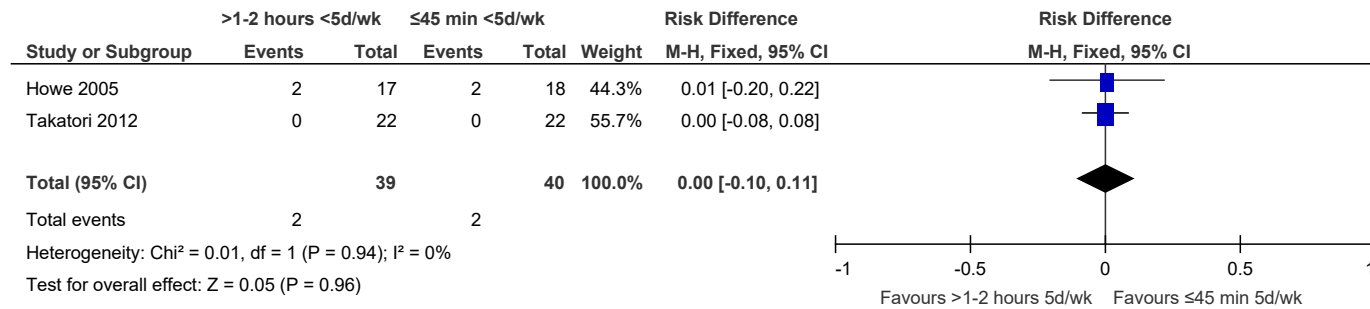 >1-2 hours <5d/wk ≤45 min <5d/wk Risk Difference Risk Difference
Study or Subgroup Events Total Events Total Weight M-H, Fixed, 95% CI M-H, Fixed, 95% CI
Howe 2005 2 17 2 18 44.3% 0.01 [-0.20, 0.22]
Takatori 2012 0 22 0 22 55.7% 0.00 [-0.08, 0.08]
Total (95% CI) 39 40 100.0% 0.00 [-0.10, 0.11]
Total events 2 2
Heterogeneity: Chi² = 0.01, df = 1 (P = 0.94); I² = 0%
Test for overall effect: Z = 0.05 (P = 0.96)
-1 -0.5 0 0.5 1
Favours >1-2 hours 5d/wk Favours ≤45 min 5d/wk